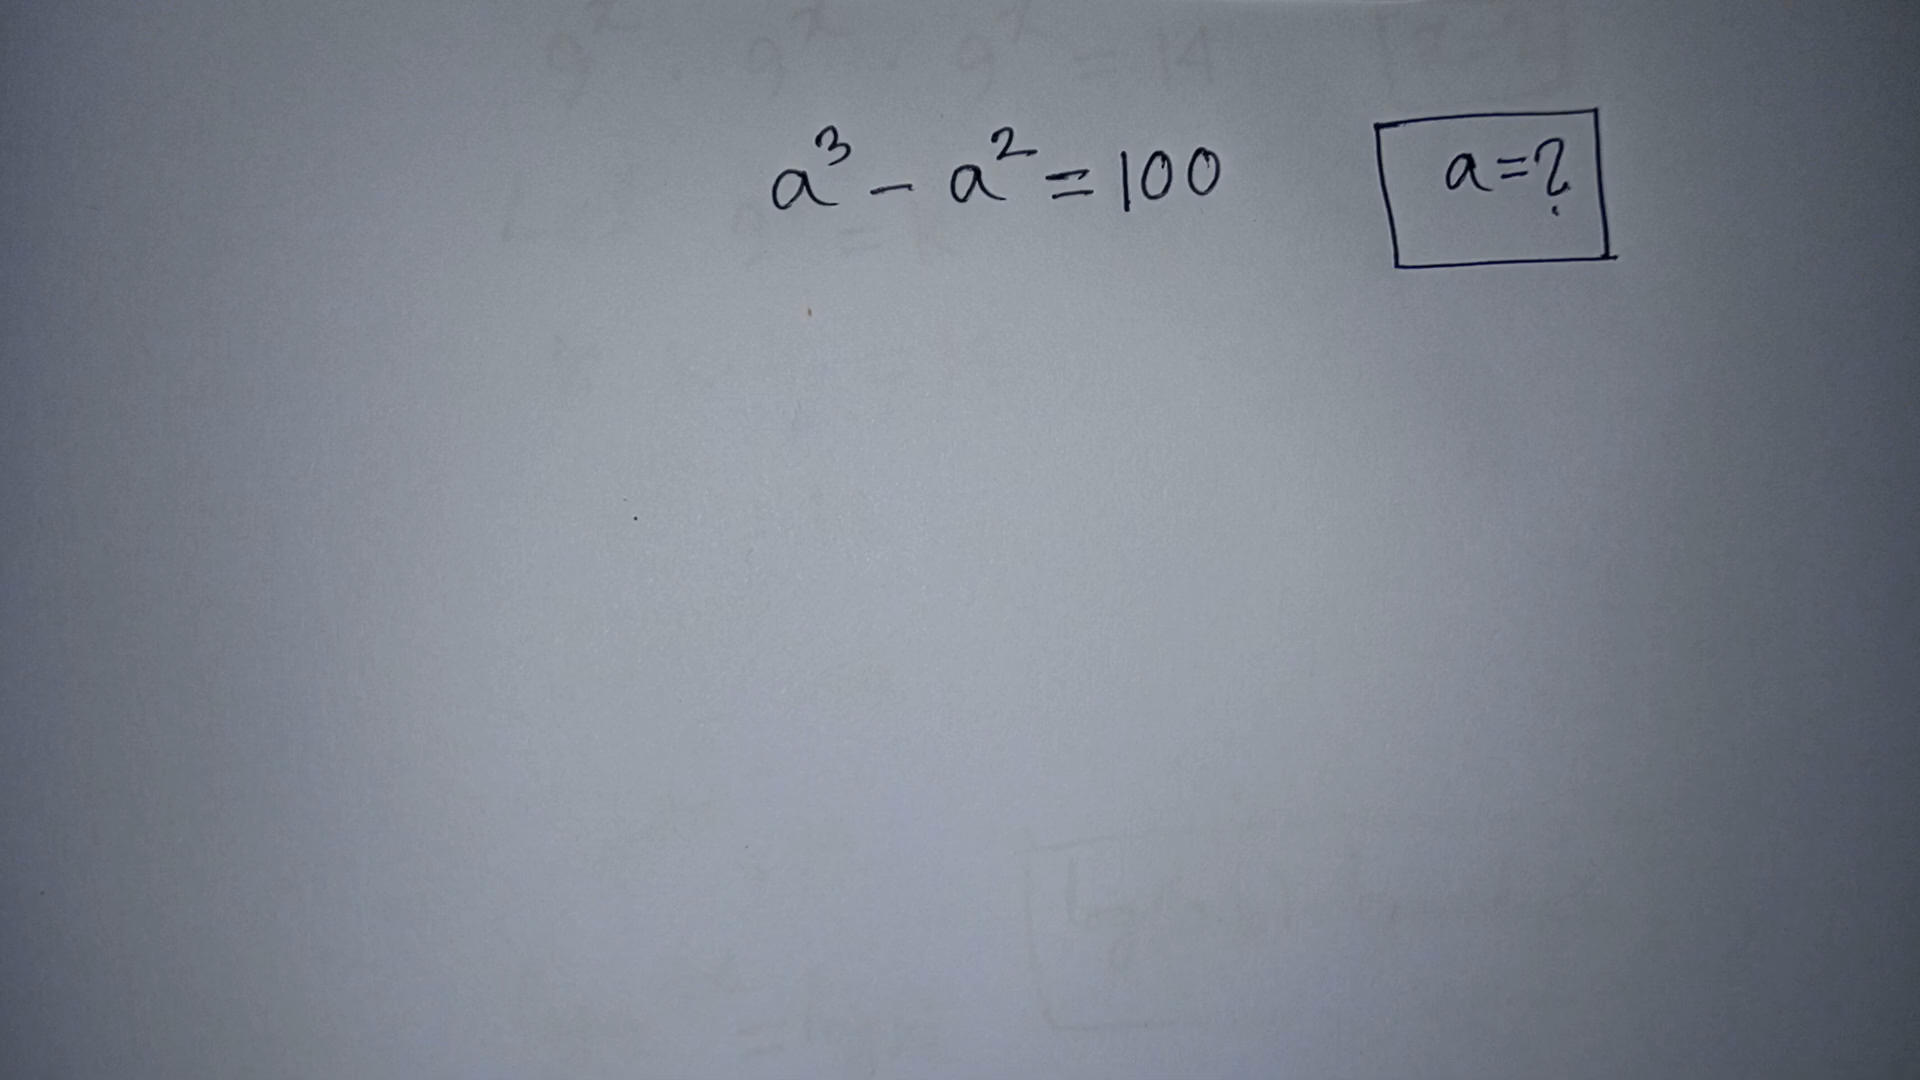 a³ - a² = 100
a = ?